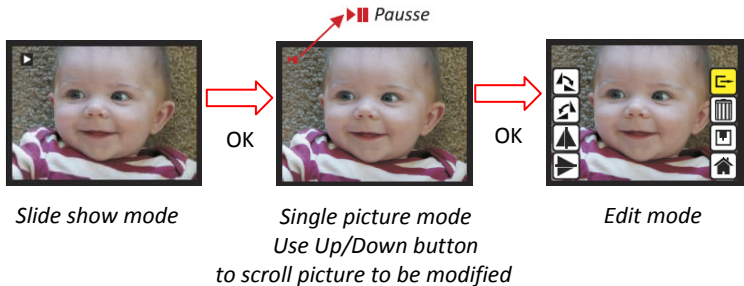 Pausse
OK
OK
Slide show mode
Single picture mode
Use Up/Down button
to scroll picture to be modified
Edit mode